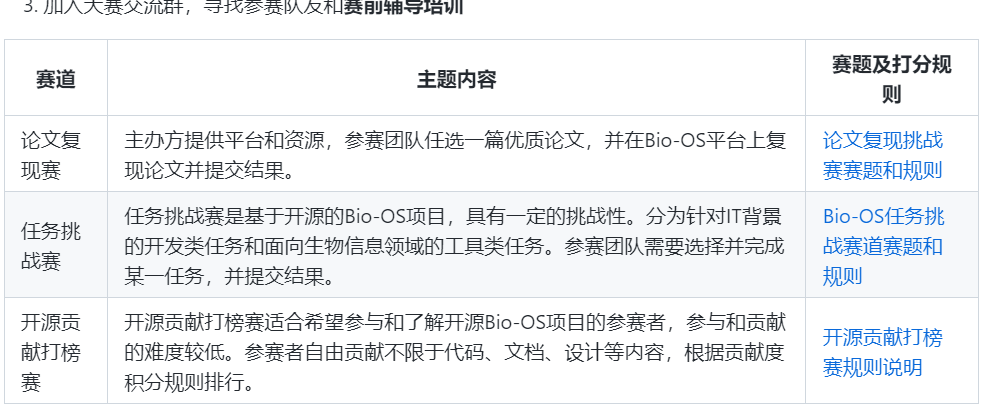 3. 加入大赛交流群，寻找参赛队友和赛前辅导培训
赛道
主题内容
赛题及打分规
则
论文复
现赛
主办方提供平台和资源，参赛团队任选一篇优质论文，并在Bio-OS平台上复
现论文并提交结果。
论文复现挑战
赛赛题和规则
任务挑
战赛
任务挑战赛是基于开源的Bio-OS项目，具有一定的挑战性。分为针对IT背景
的开发类任务和面向生物信息领域的工具类任务。参赛团队需要选择并完成
某一任务，并提交结果。
Bio-OS任务挑
战赛道赛题和
规则
开源贡
献打榜
赛
开源贡献打榜赛适合希望参与和了解开源Bio-OS项目的参赛者，参与和贡献
的难度较低。参赛者自由贡献不限于代码、文档、设计等内容，根据贡献度
积分规则排行。
开源贡献打榜
赛规则说明